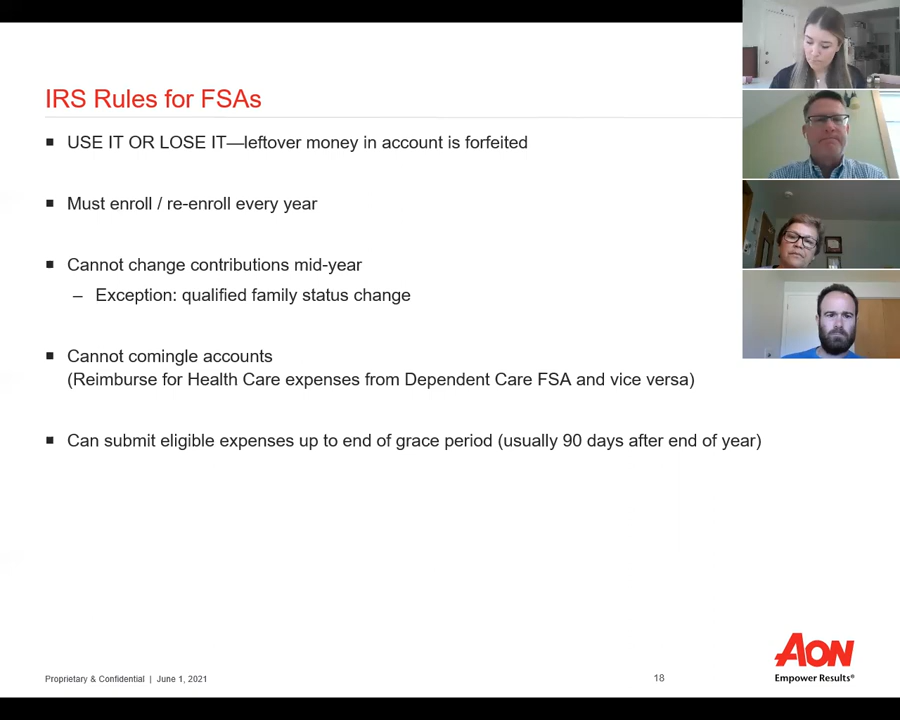 IRS Rules for FSAs
■ USE IT OR LOSE IT—leftover money in account is forfeited
■ Must enroll / re-enroll every year
■ Cannot change contributions mid-year
– Exception: qualified family status change
■ Cannot comingle accounts
(Reimburse for Health Care expenses from Dependent Care FSA and vice versa)
■ Can submit eligible expenses up to end of grace period (usually 90 days after end of year)
Proprietary & Confidential | June 1, 2021
18
AON
Empower Results®